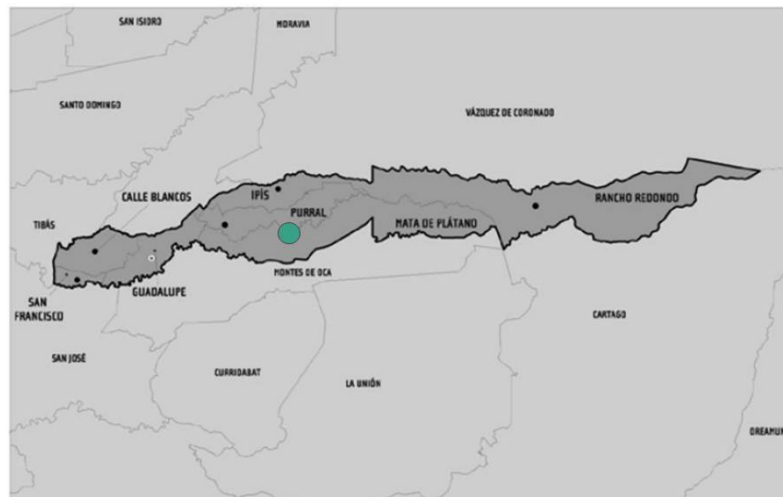 SAN ISIDRO
MORAVIA
SANTO DOMINGO
VÁZQUEZ DE CORONADO
CALLE BLANCOS
IPÍS
RANCHO REDONDO
PURRAL
TIBÁS
MATA DE PLÁTANO
MONTES DE OCA
GUADALUPE
SAN
FRANCISCO
CARTAGO
SAN JOSÉ
CURRIDABAT
LA UNIÓN
OREAMUN